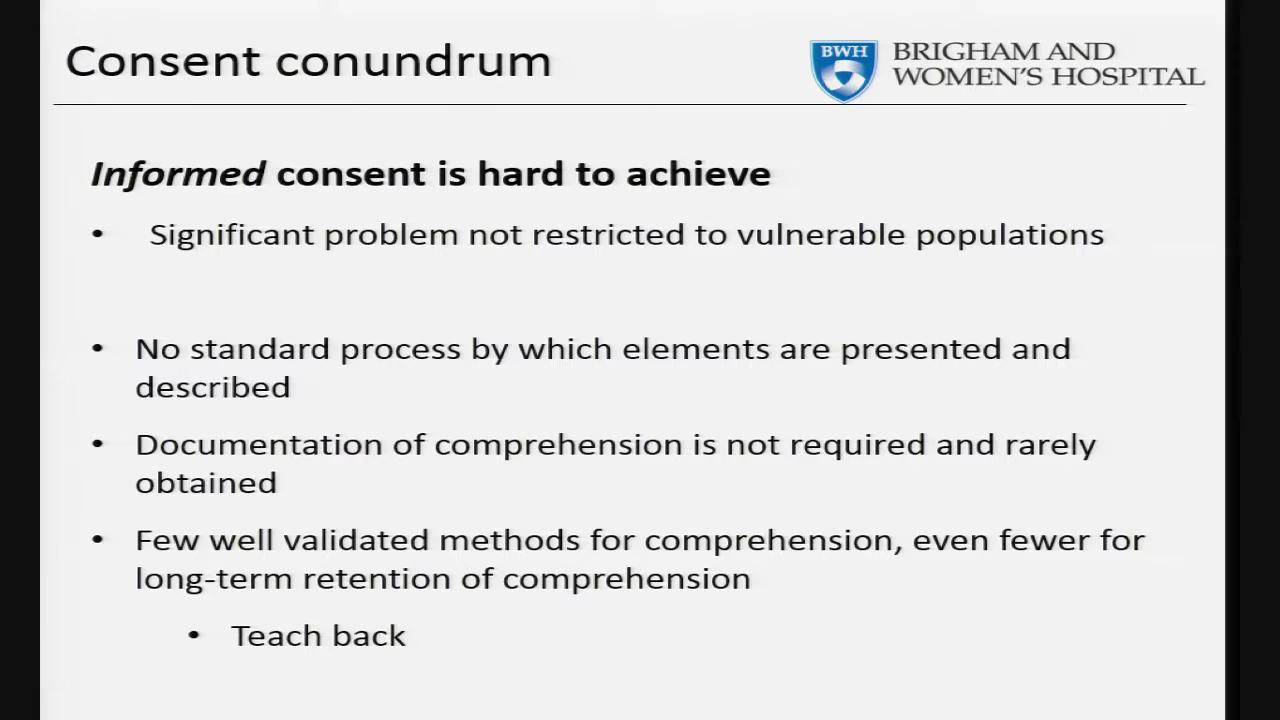 Consent conundrum
BWH
BRIGHAM AND
WOMEN'S HOSPITAL
Informed consent is hard to achieve
• Significant problem not restricted to vulnerable populations
• No standard process by which elements are presented and
described
• Documentation of comprehension is not required and rarely
obtained
• Few well validated methods for comprehension, even fewer for
long-term retention of comprehension
• Teach back